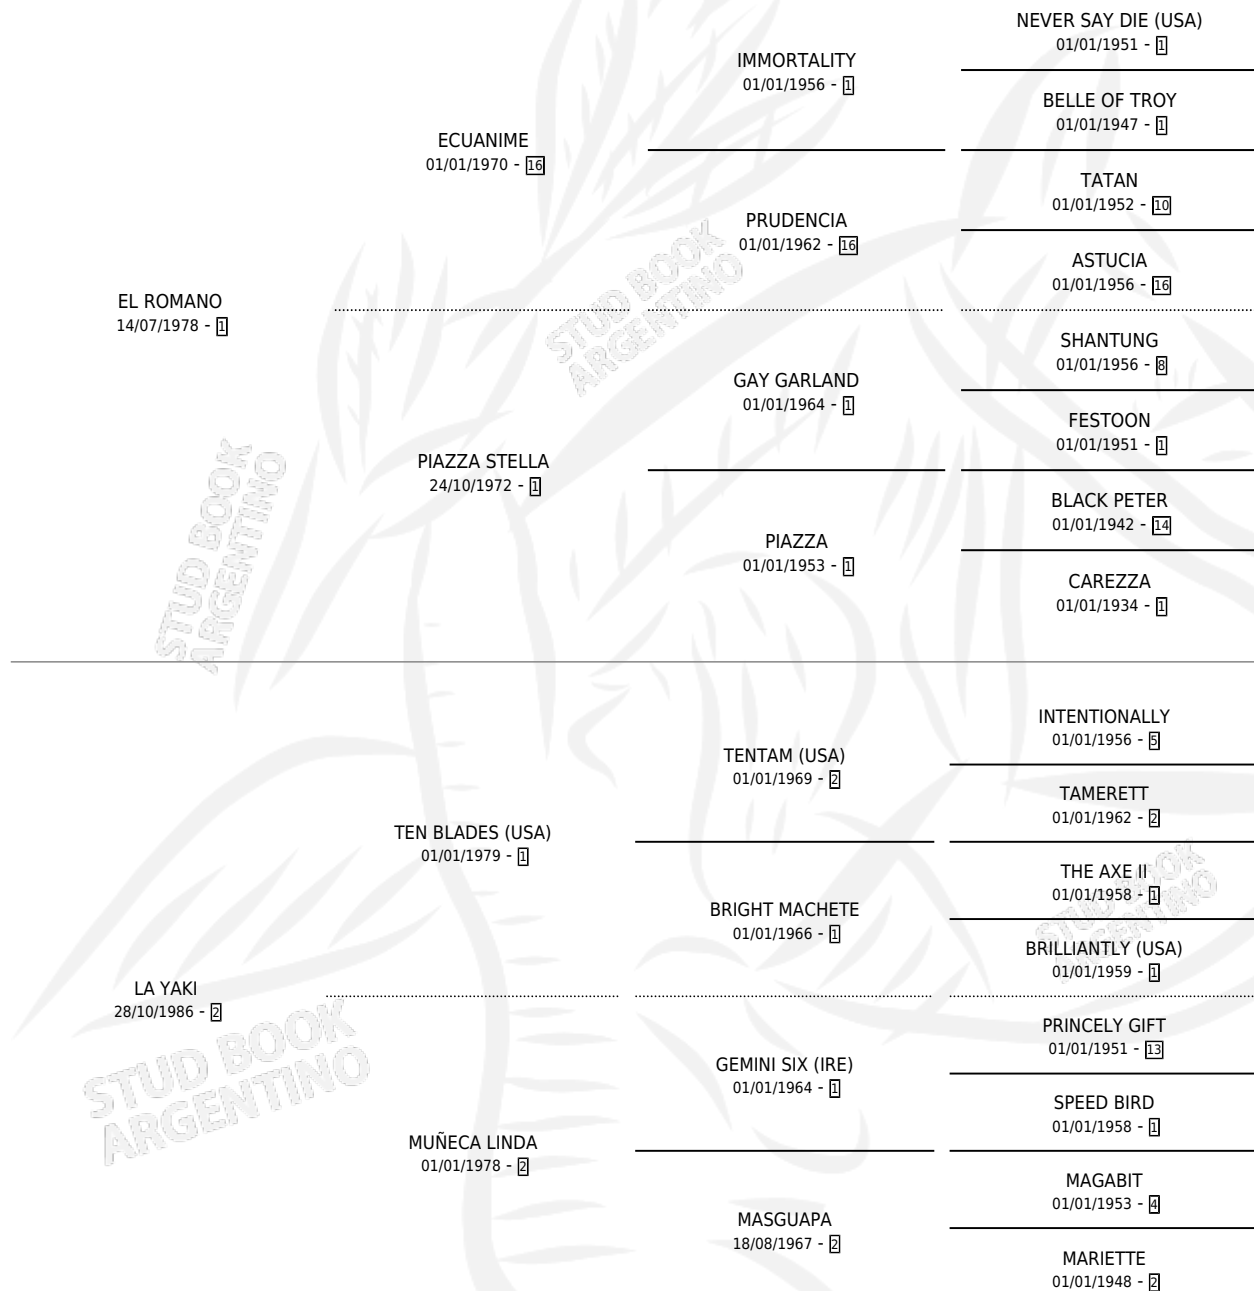 NEVER SAY DIE (USA)
01/01/1951 - 1
IMMORTALITY
01/01/1956 - 1
BELLE OF TROY
01/01/1947 - 1
ECUANIME
01/01/1970 - 16
TATAN
01/01/1952 - 10
PRUDENCIA
01/01/1962 - 16
ASTUCIA
01/01/1956 - 16
STUD BOOK
ARGENTINO
EL ROMANO
14/07/1978 - 1
SHANTUNG
01/01/1956 - 8
GAY GARLAND
01/01/1964 - 1
FESTOON
01/01/1951 - 1
PIAZZA STELLA
24/10/1972 - 1
BLACK PETER
01/01/1942 - 14
PIAZZA
01/01/1953 - 1
CAREZZA
01/01/1934 - 1
STUD BOOK
ARGENTINO
INTENTIONALLY
01/01/1956 - 5
TENTAM (USA)
01/01/1969 - 2
TAMERETT
01/01/1962 - 2
TEN BLADES (USA)
01/01/1979 - 1
THE AXE II
01/01/1958 - 1
BRIGHT MACHETE
01/01/1966 - 1
BRILLIANTLY (USA)
01/01/1959 - 1
STUD BOOK
ARGENTINO
LA YAKI
28/10/1986 - 2
PRINCELY GIFT
01/01/1951 - 13
GEMINI SIX (IRE)
01/01/1964 - 1
SPEED BIRD
01/01/1958 - 1
STUD BOOK
ARGENTINO
MUÑECA LINDA
01/01/1978 - 2
MAGABIT
01/01/1953 - 4
MASGUAPA
18/08/1967 - 2
MARIETTE
01/01/1948 - 2